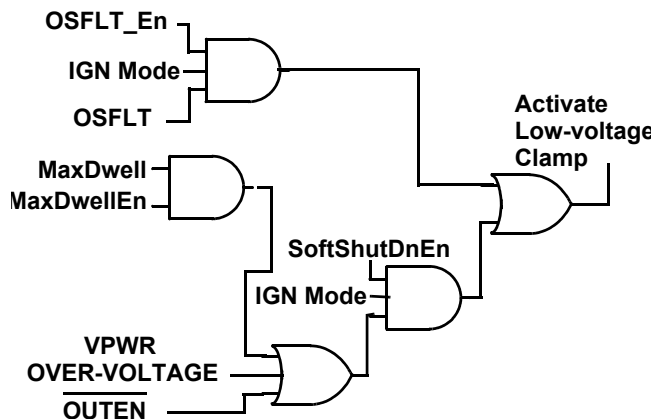 OSFLT_En
IGN Mode
OSFLT
Activate
Low-voltage
Clamp
MaxDwell
MaxDwellEn
SoftShutDnEn
IGN Mode
VPWR
OVER-VOLTAGE
OUTEN